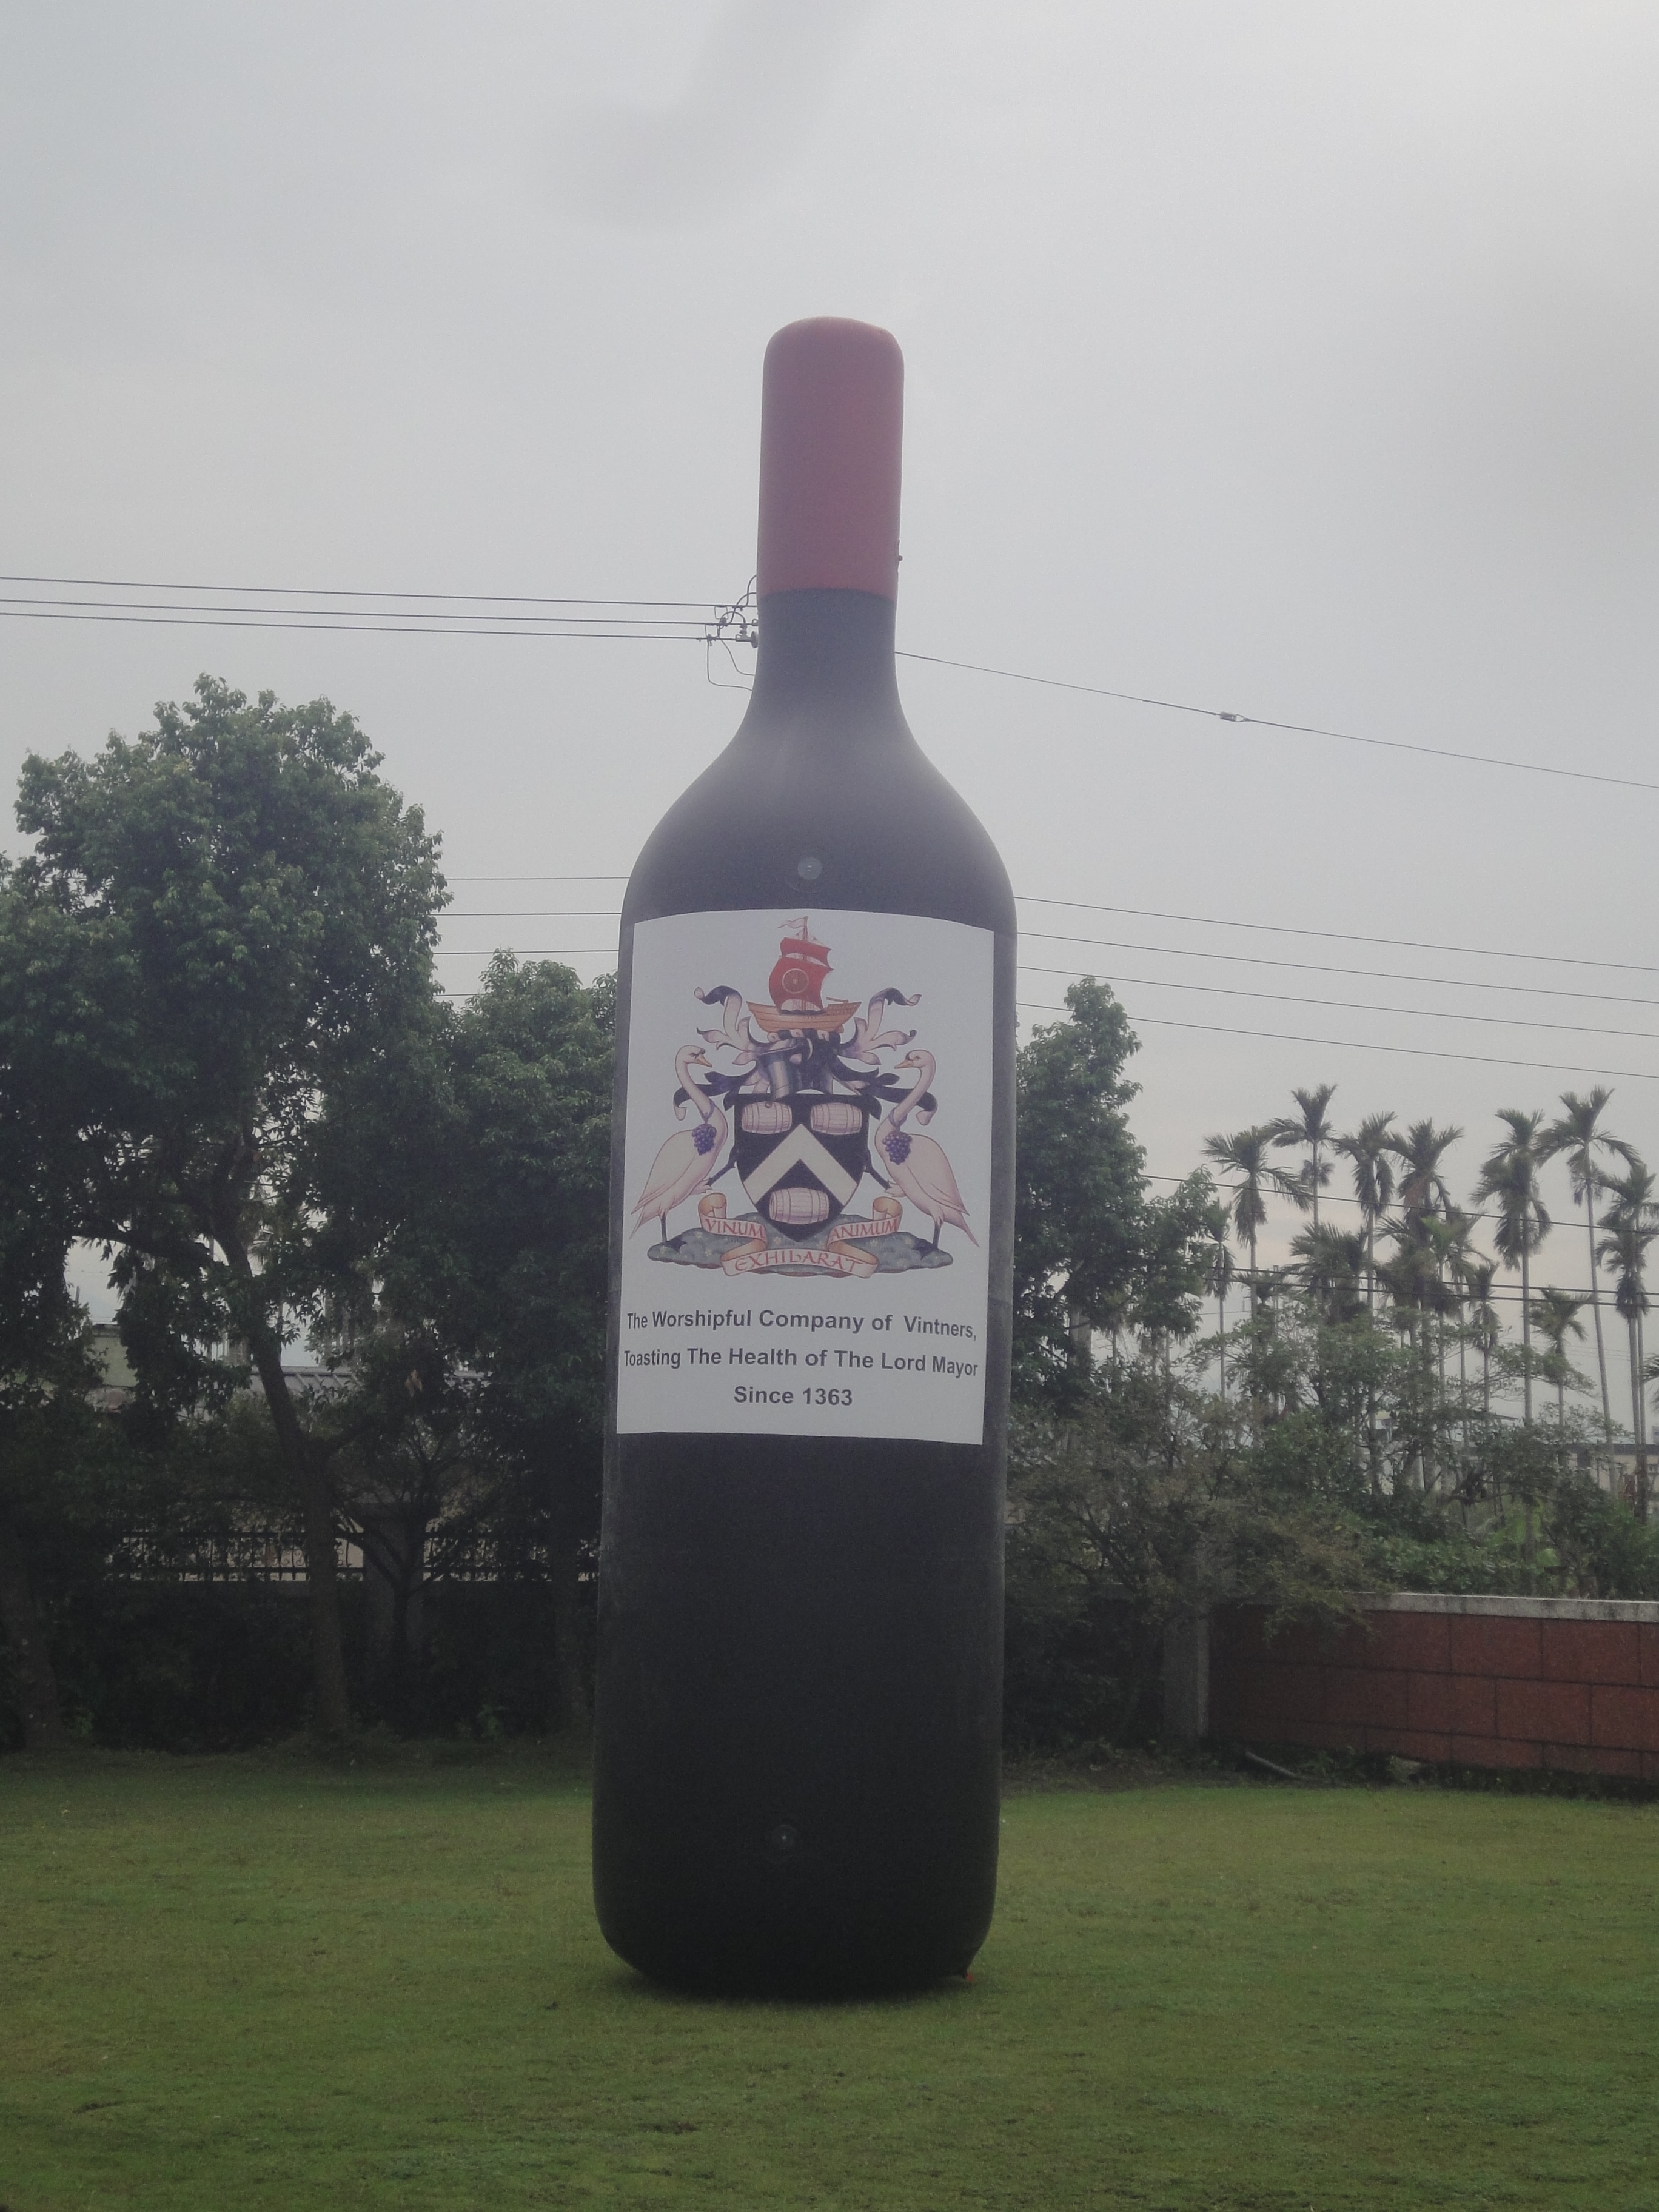 VINUM ANIMUM
EXHILARAT
The Worshipful Company of Vintners,
Toasting The Health of The Lord Mayor
Since 1363